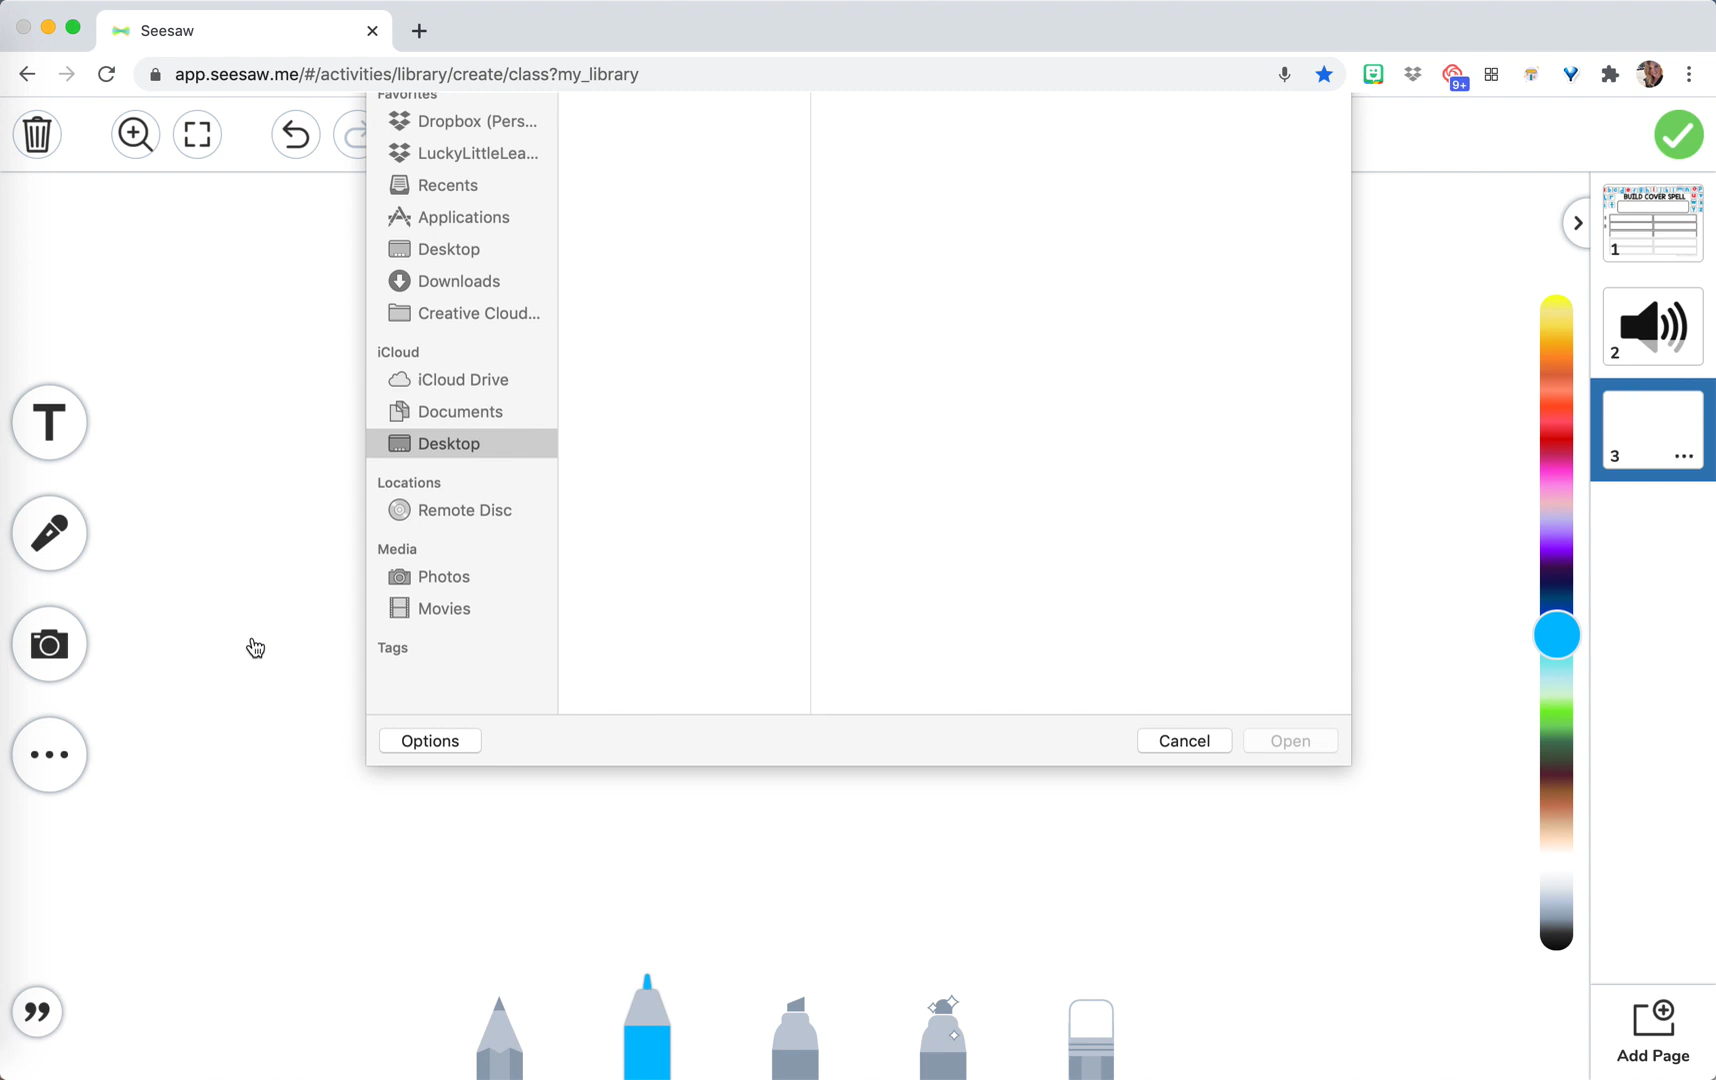 Seesaw
app.seesaw.me/#/activities/library/create/class?my_library
9+
Favorites
Dropbox (Pers...
LuckyLittleLea...
Recents
Applications
Desktop
Downloads
Creative Cloud...
iCloud
iCloud Drive
Documents
Desktop
Locations
Remote Disc
Media
Photos
Movies
Tags
Options
Cancel
Open
T
BUILD COVER SPELL
1
2
3
Add Page